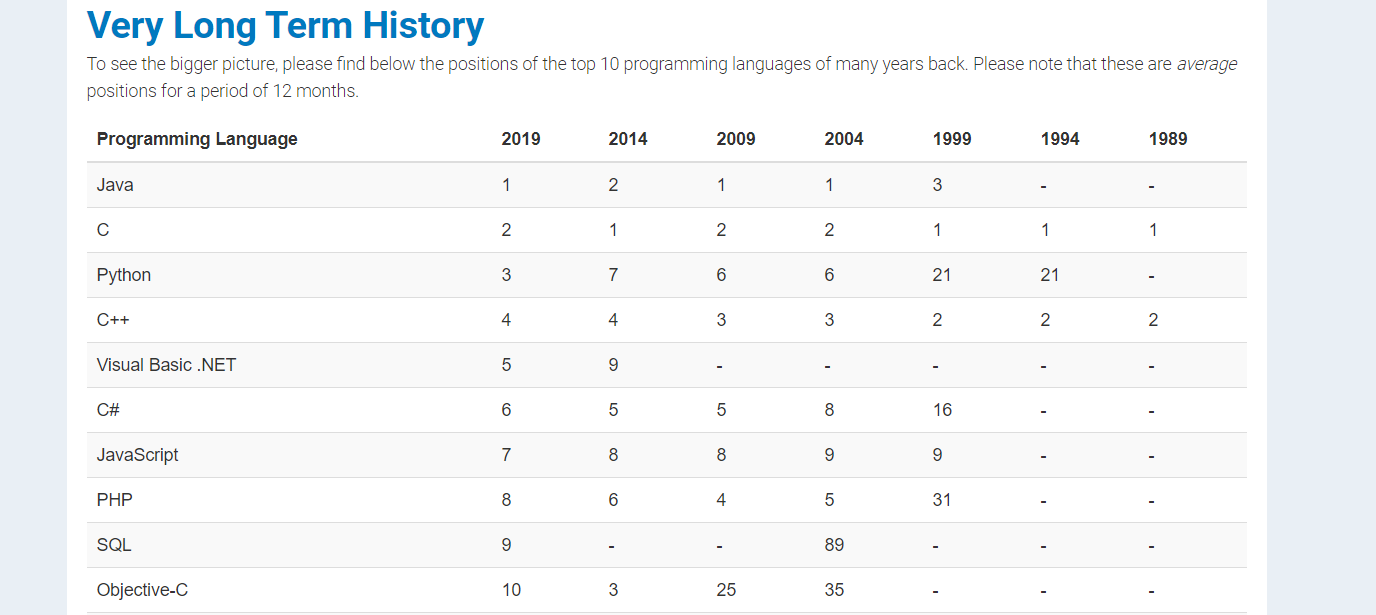 Very Long Term History
To see the bigger picture, please find below the positions of the top 10 programming languages of many years back. Please note that these are average
positions for a period of 12 months.
Programming Language 2019 2014 2009 2004 1999 1994 1989
Java 1 2 1 1 3 - -
C 2 1 2 2 1 1 1
Python 3 7 6 6 21 21 -
C++ 4 4 3 3 2 2 2
Visual Basic .NET 5 9 - - - - -
C# 6 5 5 8 16 - -
JavaScript 7 8 8 9 9 - -
PHP 8 6 4 5 31 - -
SQL 9 - - 89 - - -
Objective-C 10 3 25 35 - - -